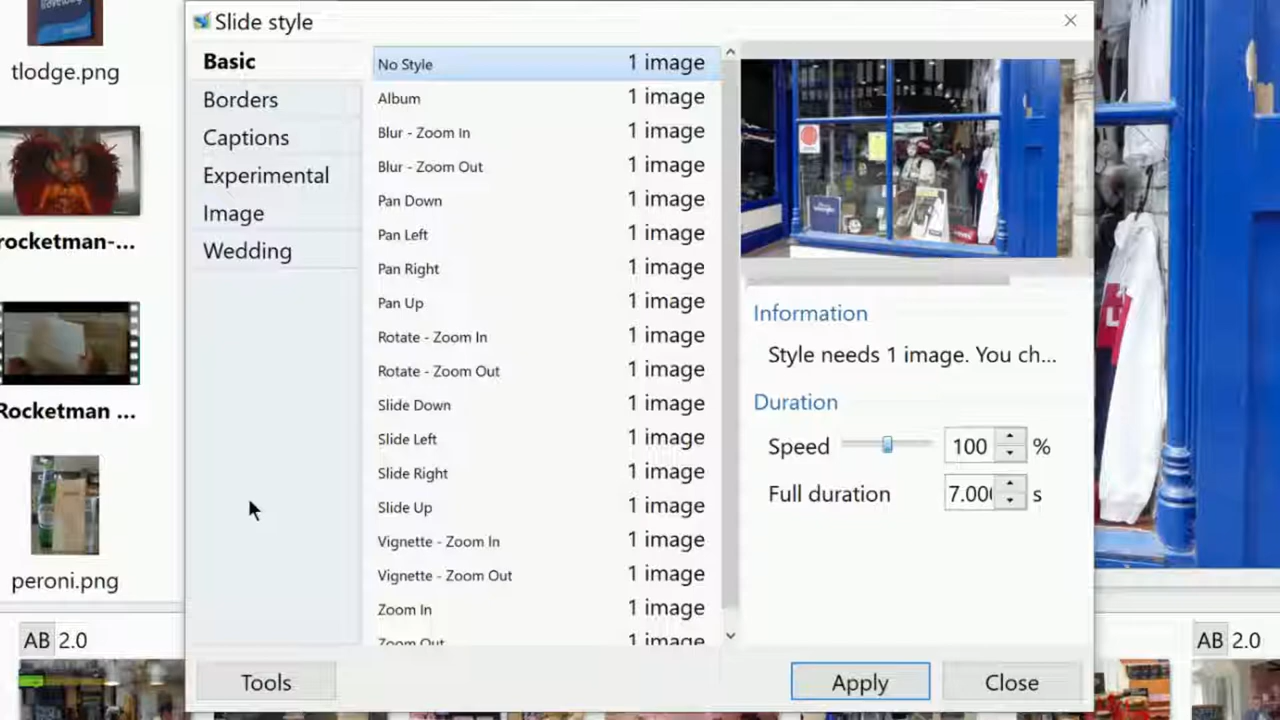 Slide style
tlodge.png
rocketman-...
Rocketman ...
peroni.png
AB 2.0
Basic
Borders
Captions
Experimental
Image
Wedding
No Style 1 image
Album 1 image
Blur - Zoom In 1 image
Blur - Zoom Out 1 image
Pan Down 1 image
Pan Left 1 image
Pan Right 1 image
Pan Up 1 image
Rotate - Zoom In 1 image
Rotate - Zoom Out 1 image
Slide Down 1 image
Slide Left 1 image
Slide Right 1 image
Slide Up 1 image
Vignette - Zoom In 1 image
Vignette - Zoom Out 1 image
Zoom In 1 image
Zoom Out 1 image
Information
Style needs 1 image. You ch...
Duration
Speed 100 %
Full duration 7.00 s
Tools
Apply
Close
AB 2.0